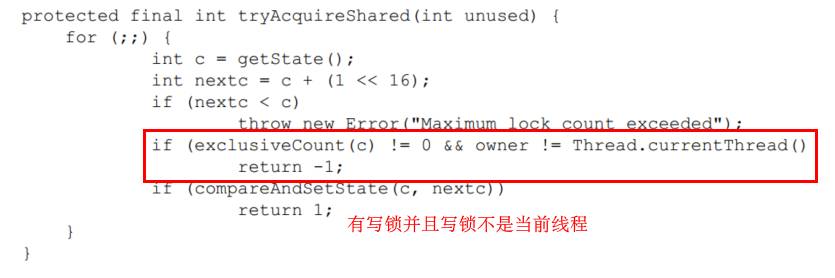 protected final int tryAcquireShared(int unused) {
for (;;) {
int c = getState();
int nextc = c + (1 << 16);
if (nextc < c)
throw new Error("Maximum lock count exceeded");
if (exclusiveCount(c) != 0 && owner != Thread.currentThread()
return -1;
if (compareAndSetState(c, nextc))
return 1;
有写锁并且写锁不是当前线程
}
}